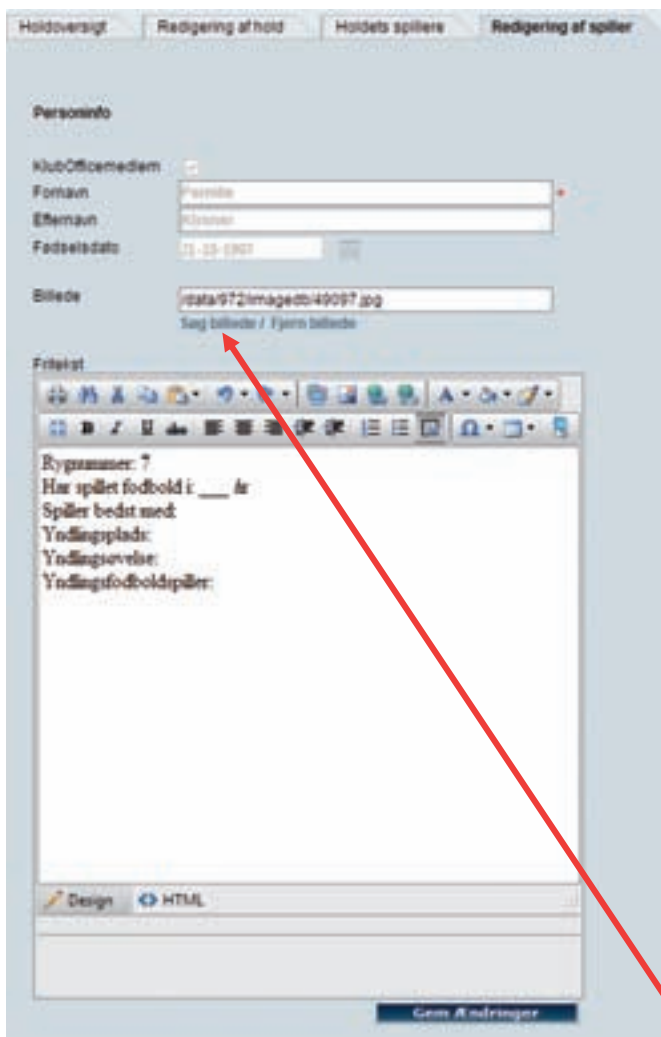 Holdoversigt Redigering af hold Holdets spillere Redigering af spiller
Personinfo
KlubOfficemedlem
Fornavn Pernille
Efternavn
Fødselsdato
Billede /data/972/imagedb/49097.jpg
Søg billede / Fjern billede
Fritekst
Rygnummer: 7
Har spillet fodbold i: ___ år
Spiller bedst med:
Yndlingsplads:
Yndlingsøvelse:
Yndlingsfodboldspiller:
Design HTML
Gem Ændringer